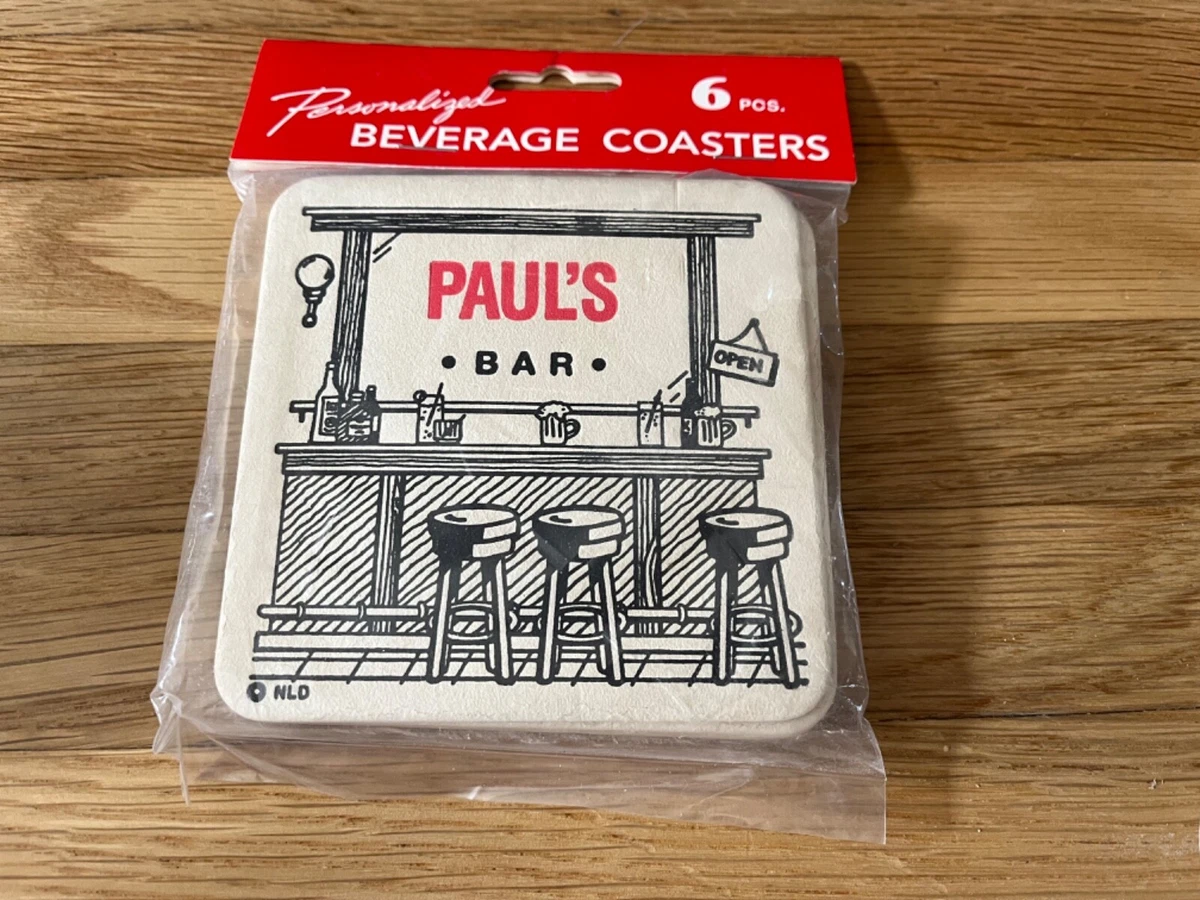 Personalized
6 PCS.
BEVERAGE COASTERS
PAUL'S
• BAR •
OPEN
© NLD